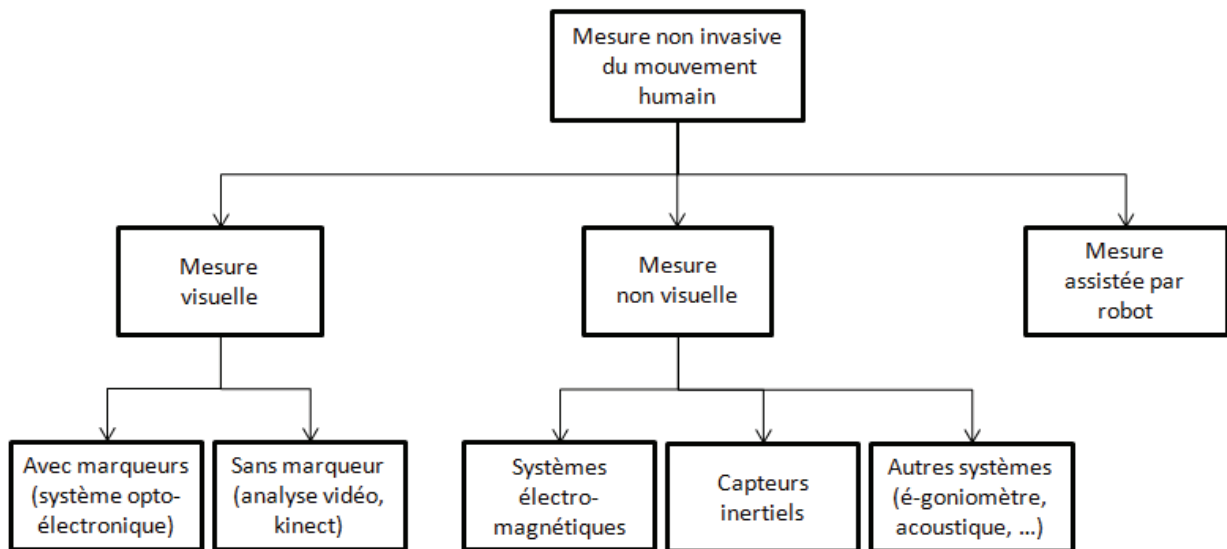 Mesure non invasive
du mouvement
humain
Mesure
visuelle
Mesure
non visuelle
Mesure
assistée par
robot
Avec marqueurs
(système opto-
électronique)
Sans marqueur
(analyse vidéo,
kinect)
Systèmes
électro-
magnétiques
Capteurs
inertiels
Autres systèmes
(é-goniomètre,
acoustique, ...)